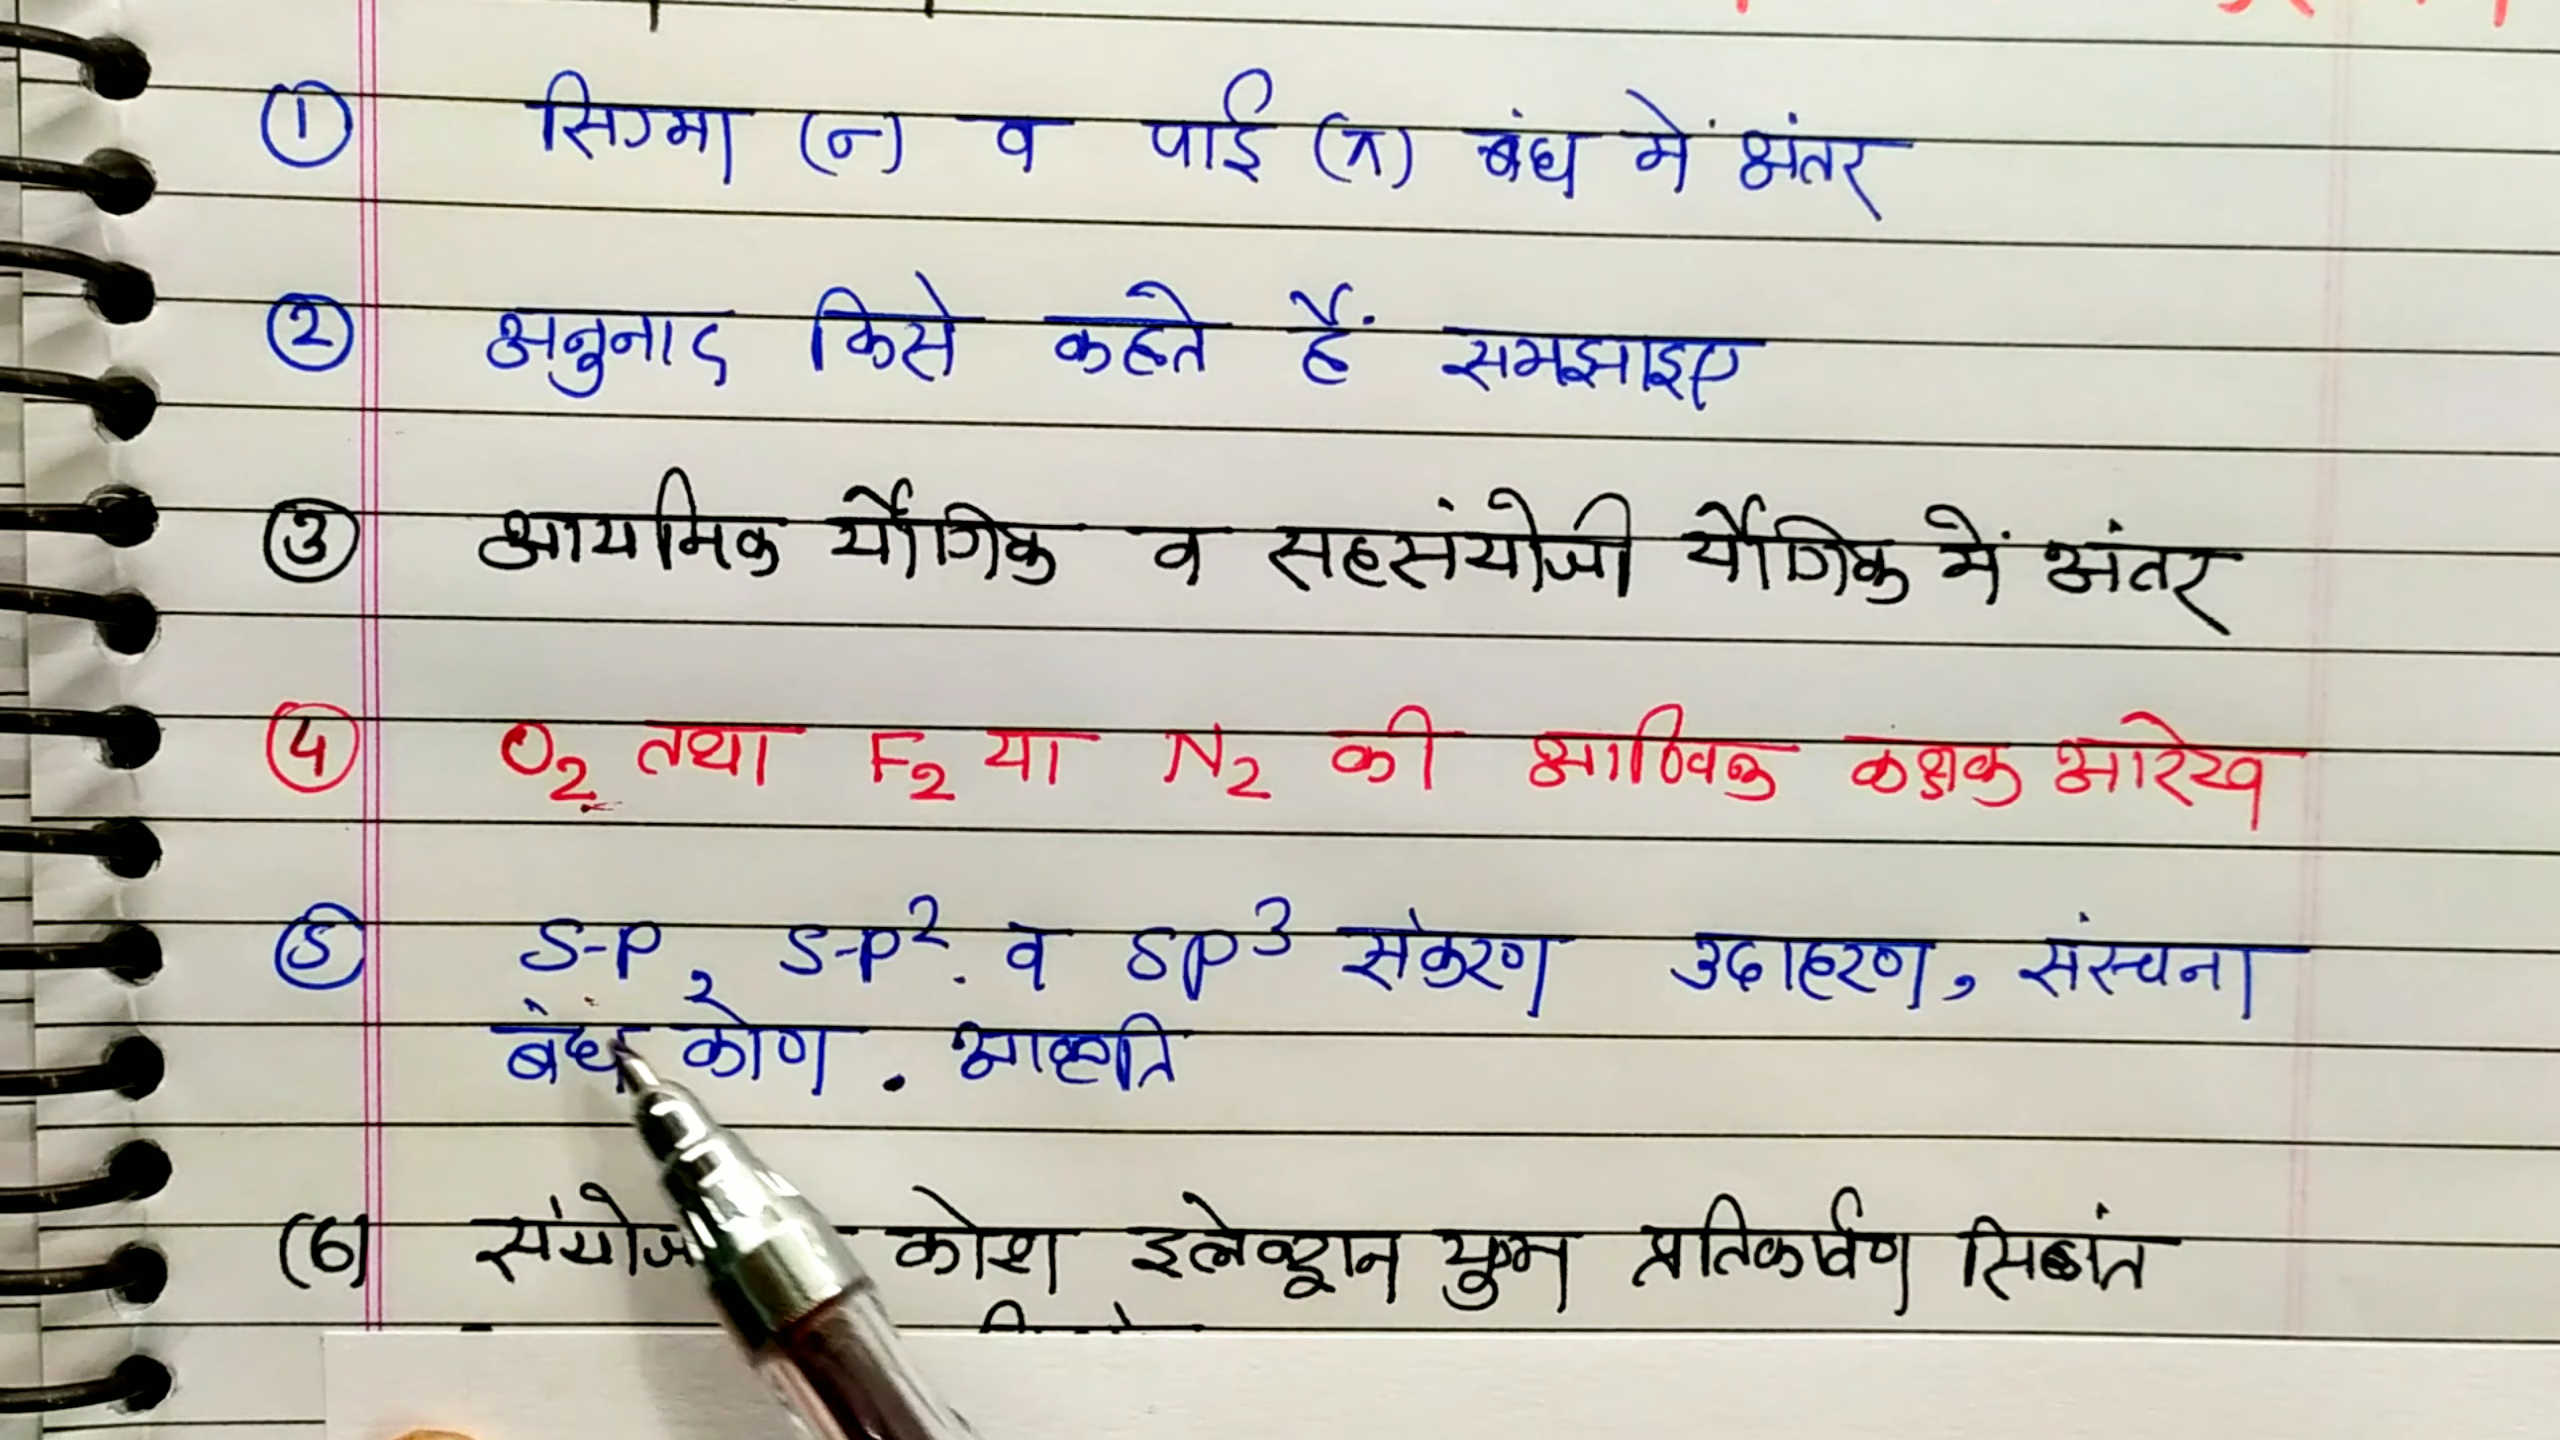 ① सिग्मा (σ) व पाई (π) बंध में अंतर
② अनुनाद किसे कहते हैं समझाइए
③ आयनिक यौगिक व सहसंयोजी यौगिक में अंतर
④ O₂ तथा F₂ या N₂ की आण्विक कक्षक आरेख
⑤ S-P, S-P². व SP³ संकरण उदाहरण, संरचना
बंध कोण . आकृति
(6) कोश इलेक्ट्रान युग्म प्रतिकर्षण सिद्धांत